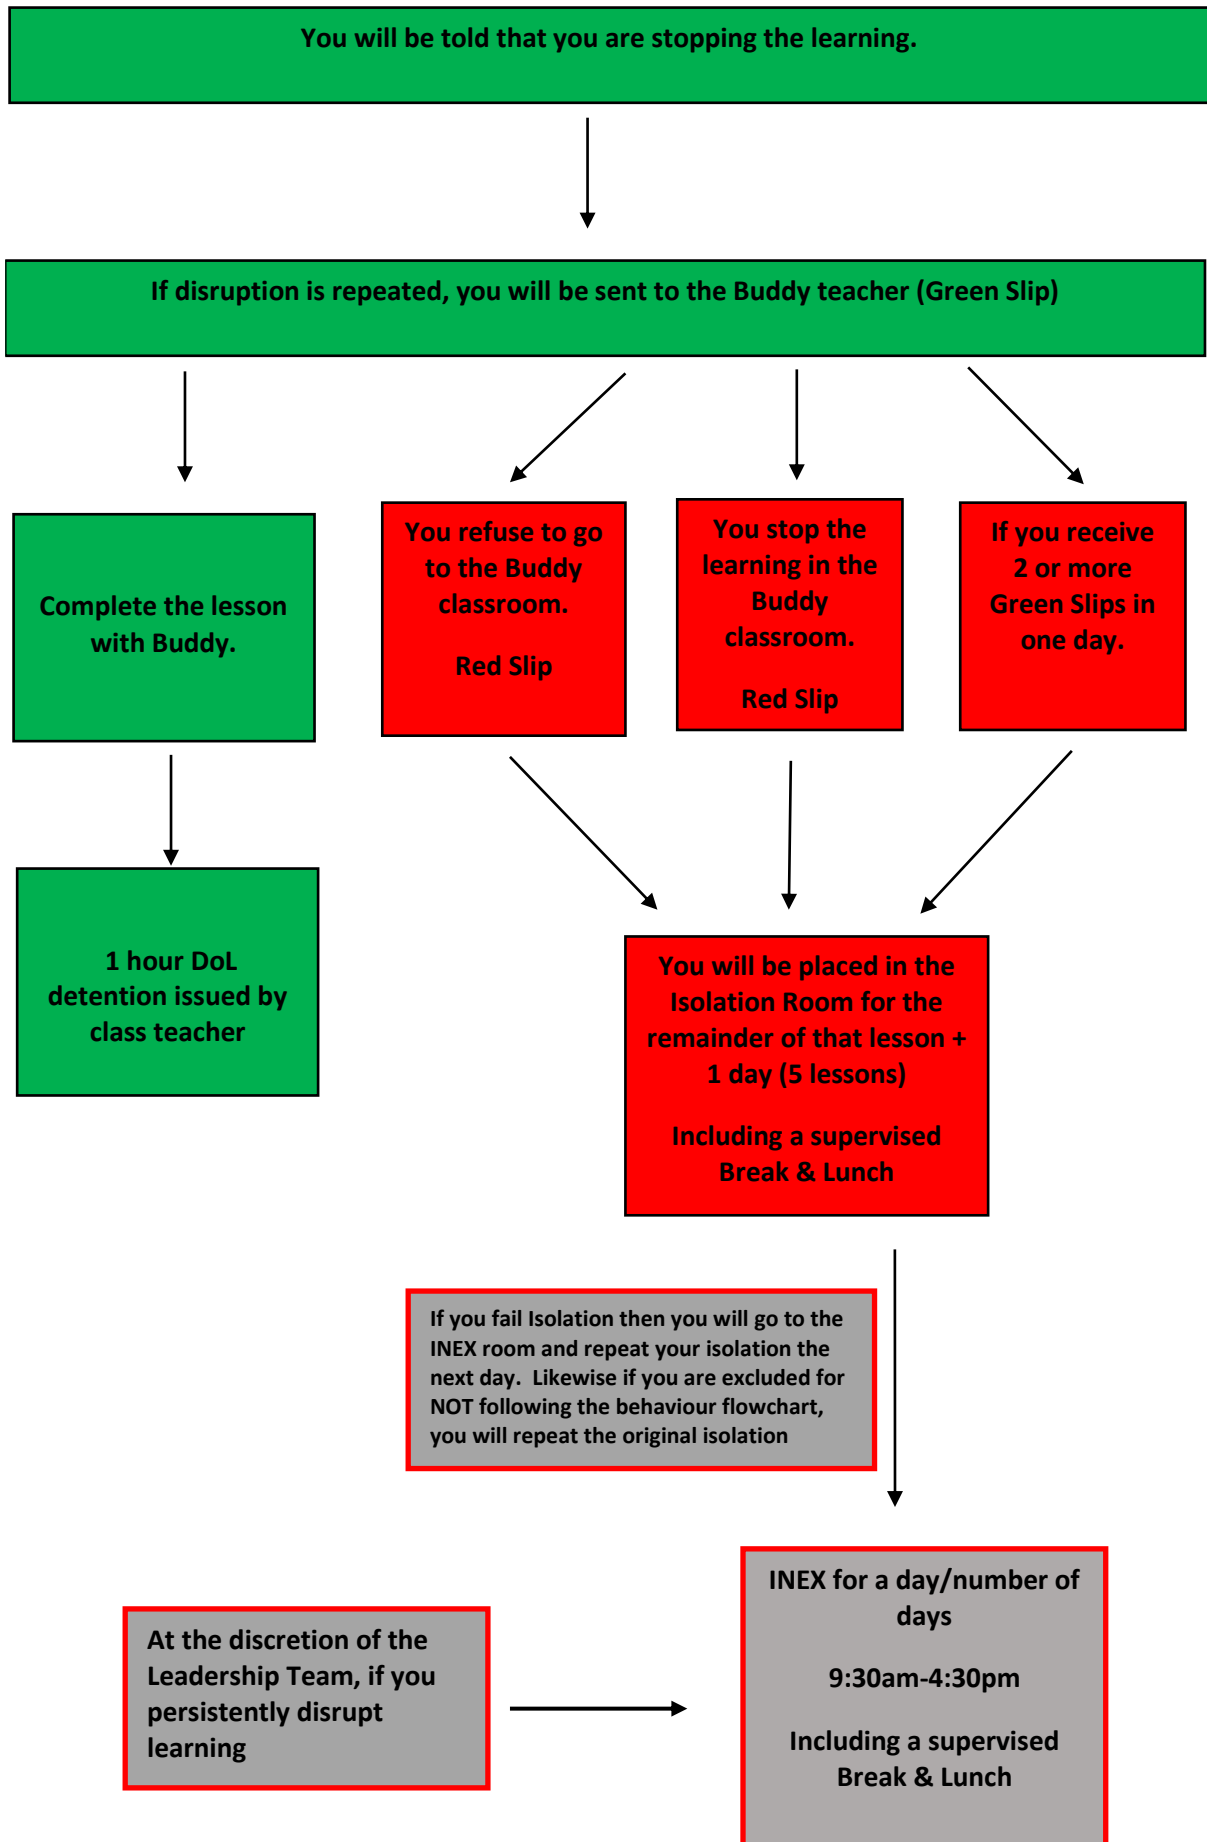 You will be told that you are stopping the learning.
If disruption is repeated, you will be sent to the Buddy teacher (Green Slip)
Complete the lesson
with Buddy.
You refuse to go
to the Buddy
classroom.
Red Slip
You stop the
learning in the
Buddy
classroom.
Red Slip
If you receive
2 or more
Green Slips in
one day.
1 hour DoL
detention issued by
class teacher
You will be placed in the
Isolation Room for the
remainder of that lesson +
1 day (5 lessons)
Including a supervised
Break & Lunch
If you fail Isolation then you will go to the
INEX room and repeat your isolation the
next day.  Likewise if you are excluded for
NOT following the behaviour flowchart,
you will repeat the original isolation
At the discretion of the
Leadership Team, if you
persistently disrupt
learning
INEX for a day/number of
days
9:30am-4:30pm
Including a supervised
Break & Lunch